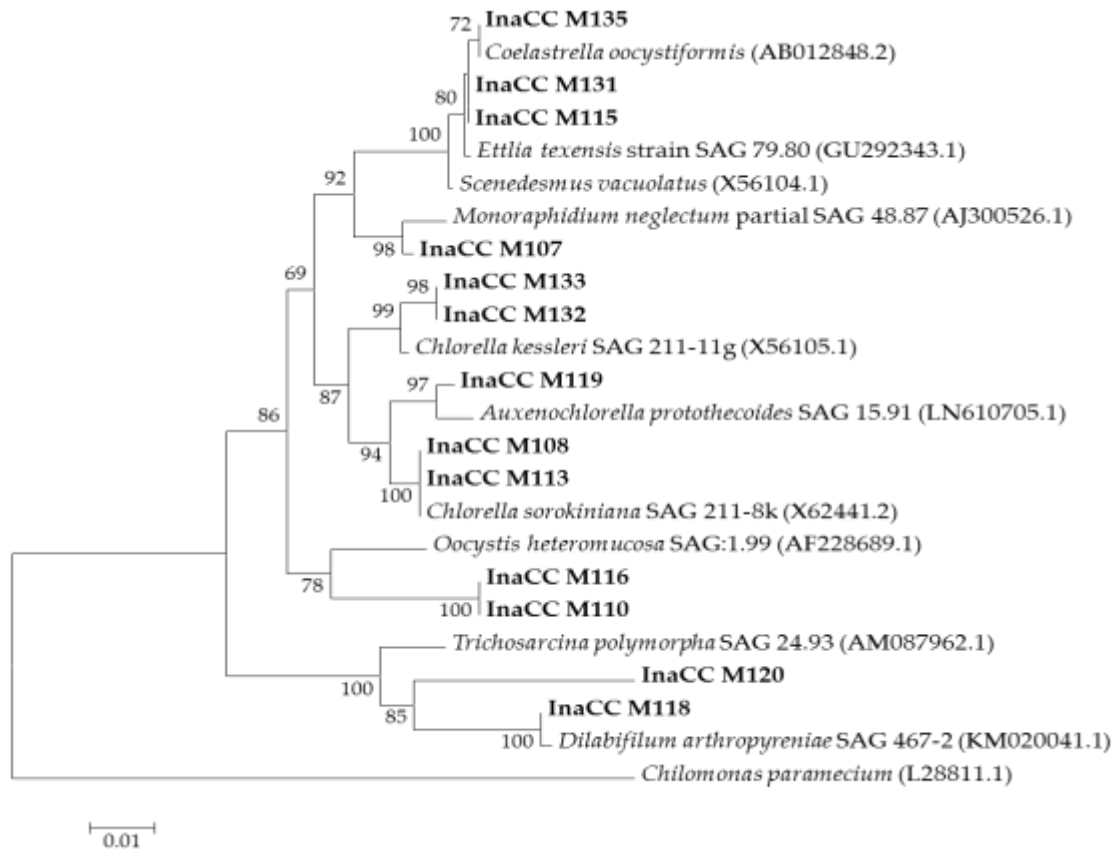 72
InaCC M135
Coelastrella oocystiformis (AB012848.2)
InaCC M131
80
InaCC M115
100
Ettlia texensis strain SAG 79.80 (GU292343.1)
92
Scenedesmus vacuolatus (X56104.1)
Monoraphidium neglectum partial SAG 48.87 (AJ300526.1)
98
InaCC M107
69
98
InaCC M133
99
InaCC M132
Chlorella kessleri SAG 211-11g (X56105.1)
87
97
InaCC M119
Auxenochlorella protothecoides SAG 15.91 (LN610705.1)
86
94
InaCC M108
InaCC M113
100
Chlorella sorokiniana SAG 211-8k (X62441.2)
Oocystis heteromucosa SAG:1.99 (AF228689.1)
78
InaCC M116
100
InaCC M110
Trichosarcina polymorpha SAG 24.93 (AM087962.1)
100
InaCC M120
85
InaCC M118
100
Dilabifilum arthropyreniae SAG 467-2 (KM020041.1)
Chilomonas paramecium (L28811.1)
0.01